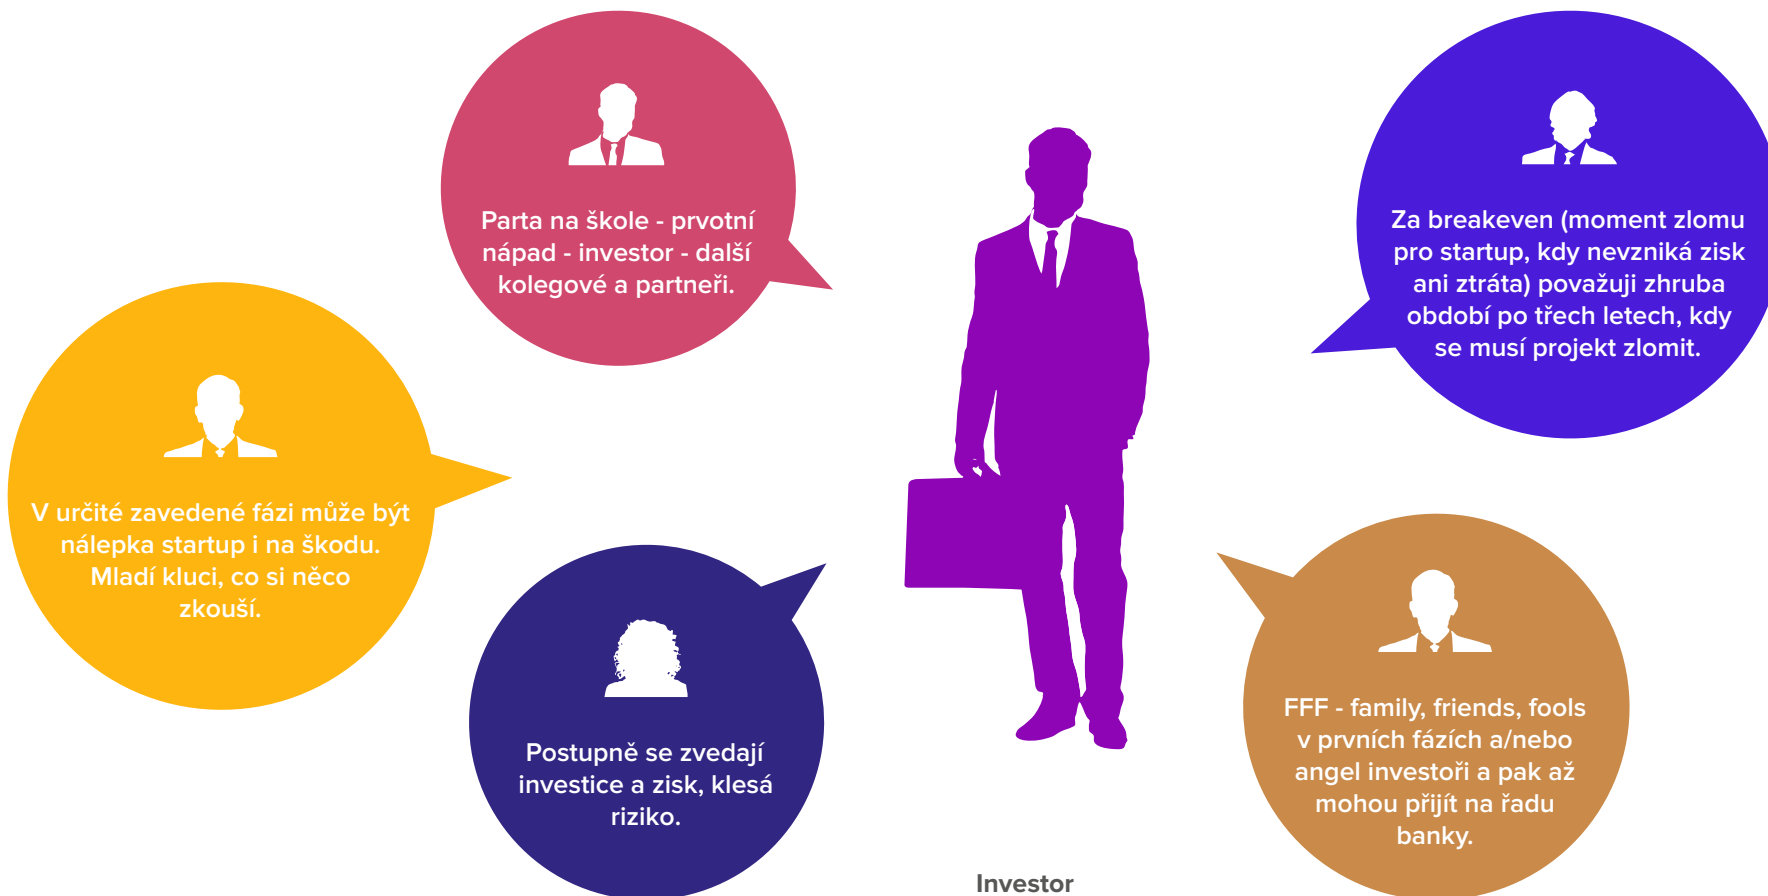 Parta na škole - prvotní
nápad - investor - další
kolegové a partneři.
Za breakeven (moment zlomu
pro startup, kdy nevzniká zisk
ani ztráta) považuji zhruba
období po třech letech, kdy
se musí projekt zlomit.
V určité zavedené fázi může být
nálepka startup i na škodu.
Mladí kluci, co si něco
zkouší.
Postupně se zvedají
investice a zisk, klesá
riziko.
FFF - family, friends, fools
v prvních fázích a/nebo
angel investoři a pak až
mohou přijít na řadu
banky.
Investor